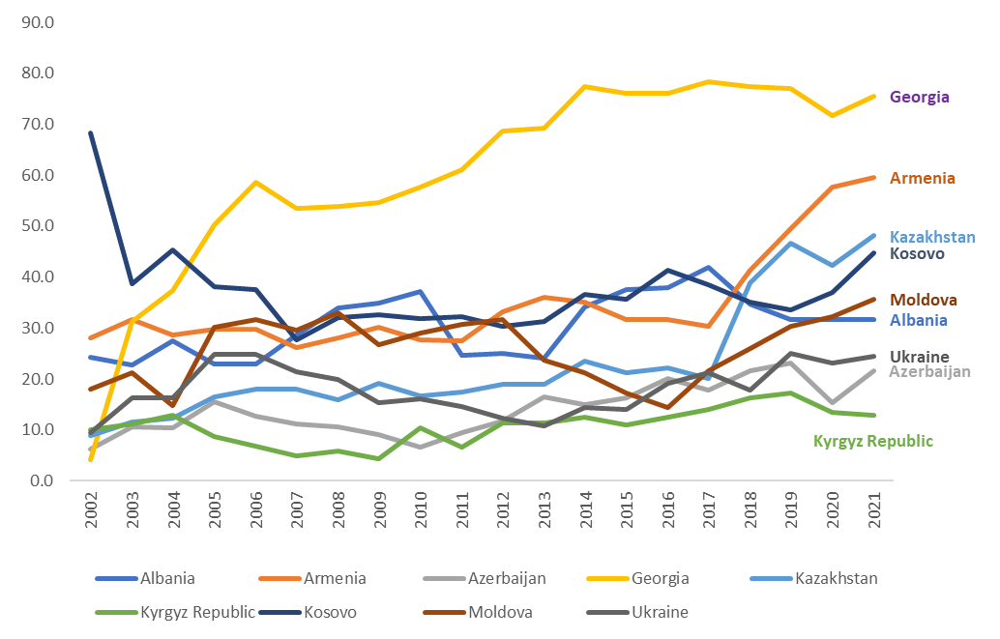 90.0
80.0
70.0
60.0
50.0
40.0
30.0
20.0
10.0
0.0
Georgia
Armenia
Kazakhstan
Kosovo
Moldova
Albania
Ukraine
Azerbaijan
Kyrgyz Republic
2002 2003 2004 2005 2006 2007 2008 2009 2010 2011 2012 2013 2014 2015 2016 2017 2018 2019 2020 2021
Albania Armenia Azerbaijan Georgia Kazakhstan
Kyrgyz Republic Kosovo Moldova Ukraine